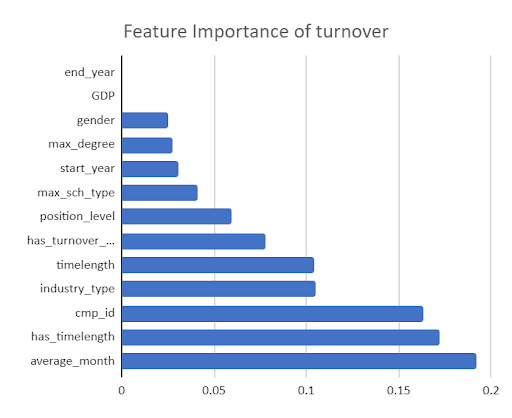 Feature Importance of turnover
end_year
GDP
gender
max_degree
start_year
max_sch_type
position_level
has_turnover_...
timelength
industry_type
cmp_id
has_timelength
average_month
0 0.05 0.1 0.15 0.2